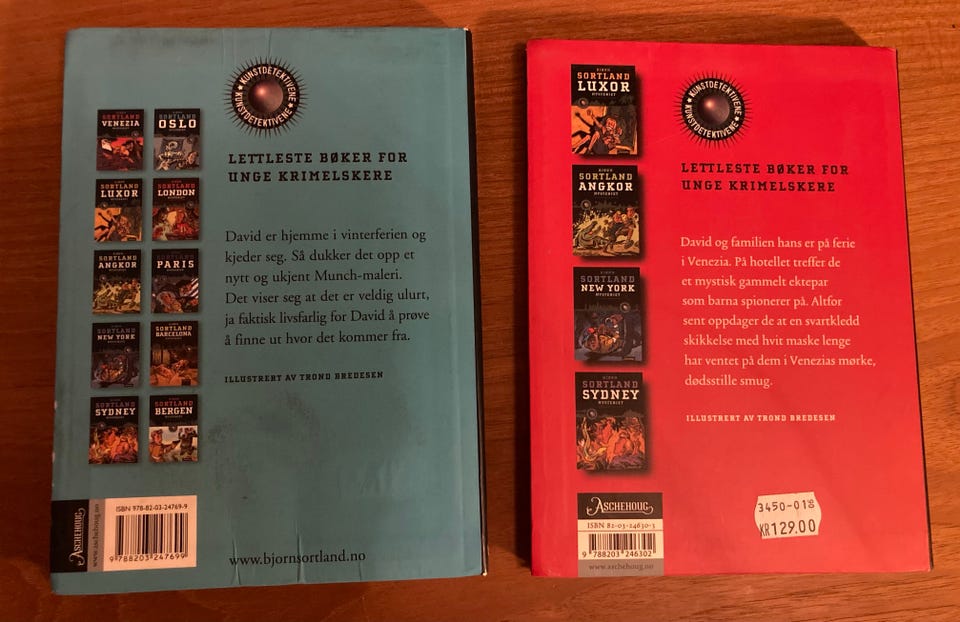 KUNSTDETEKTIVENE
KUNSTDETEKTIVENE
LETTLESTE BØKER FOR
UNGE KRIMELSKERE
David er hjemme i vinterferien og
kjeder seg. Så dukker det opp et
nytt og ukjent Munch-maleri.
Det viser seg at det er veldig ulurt,
ja faktisk livsfarlig for David å prøve
å finne ut hvor det kommer fra.
ILLUSTRERT AV TROND BREDESEN
SORTLAND
VENEZIA
SORTLAND
OSLO
SORTLAND
LUXOR
SORTLAND
LONDON
SORTLAND
ANGKOR
SORTLAND
PARIS
SORTLAND
NEW YORK
SORTLAND
BARCELONA
SORTLAND
SYDNEY
SORTLAND
BERGEN
ASCHEHOUG
www.aschehoug.no
ISBN 978-82-03-24769-9
9 788203 247699
www.bjornsortland.no
KUNSTDETEKTIVENE
KUNSTDETEKTIVENE
LETTLESTE BØKER FOR
UNGE KRIMELSKERE
David og familien hans er på ferie
i Venezia. På hotellet treffer de
et mystisk gammelt ektepar
som barna spionerer på. Altfor
sent oppdager de at en svartkledd
skikkelse med hvit maske lenge
har ventet på dem i Venezias mørke,
dødsstille smug.
ILLUSTRERT AV TROND BREDESEN
BJØRN
SORTLAND
LUXOR
MYSTERIET
BJØRN
SORTLAND
ANGKOR
MYSTERIET
BJØRN
SORTLAND
NEW YORK
MYSTERIET
BJØRN
SORTLAND
SYDNEY
MYSTERIET
ASCHEHOUG
ISBN 82-03-24630-3
9 788203 246302
www.aschehoug.no
3450-01
KR 129.00